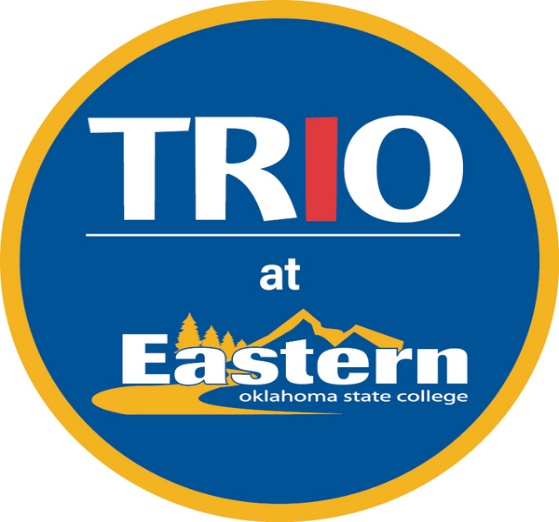 TRIO
at
Eastern
oklahoma state college